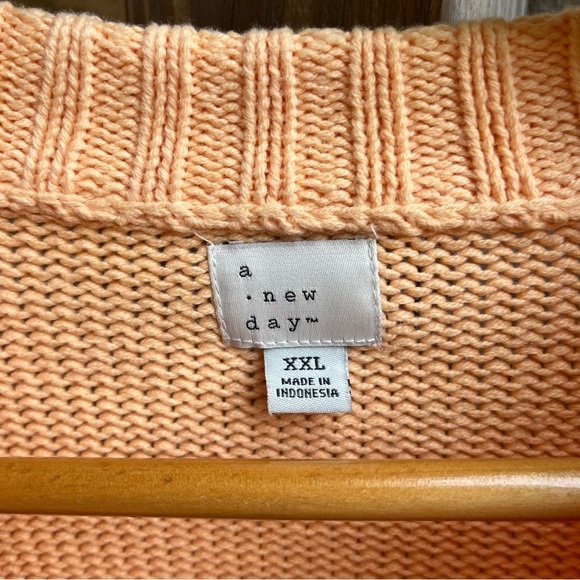 a
· new
day™
XXL
MADE IN
INDONESIA